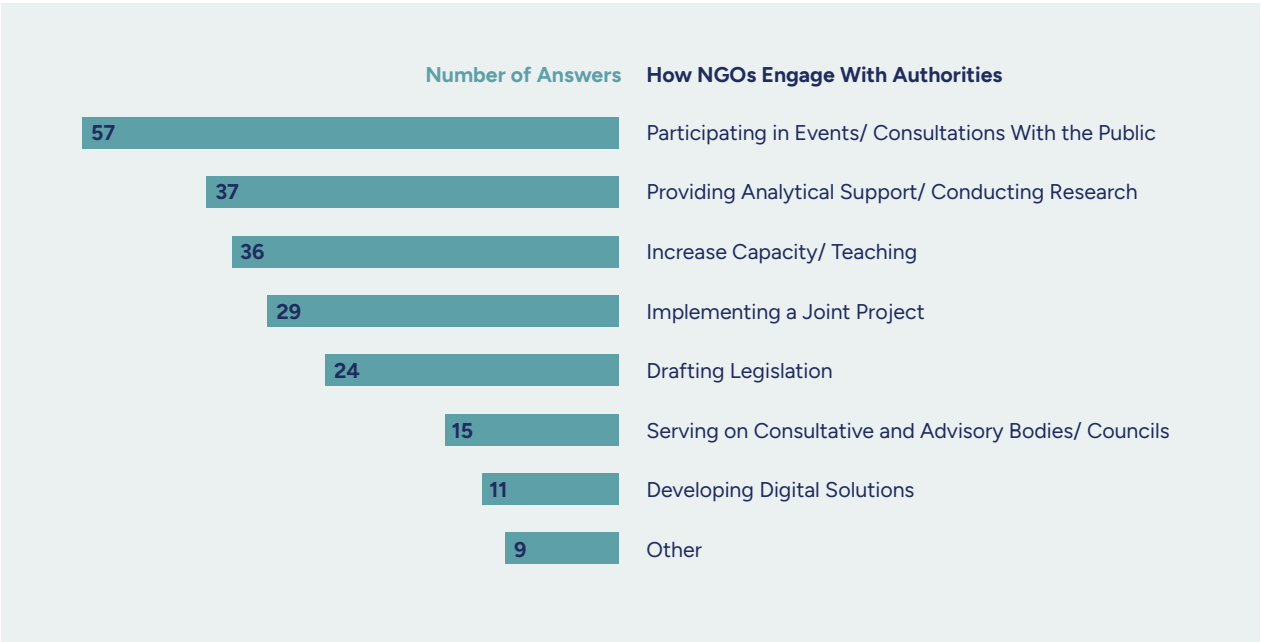 Number of Answers How NGOs Engage With Authorities
57 Participating in Events/ Consultations With the Public
37 Providing Analytical Support/ Conducting Research
36 Increase Capacity/ Teaching
29 Implementing a Joint Project
24 Drafting Legislation
15 Serving on Consultative and Advisory Bodies/ Councils
11 Developing Digital Solutions
9 Other